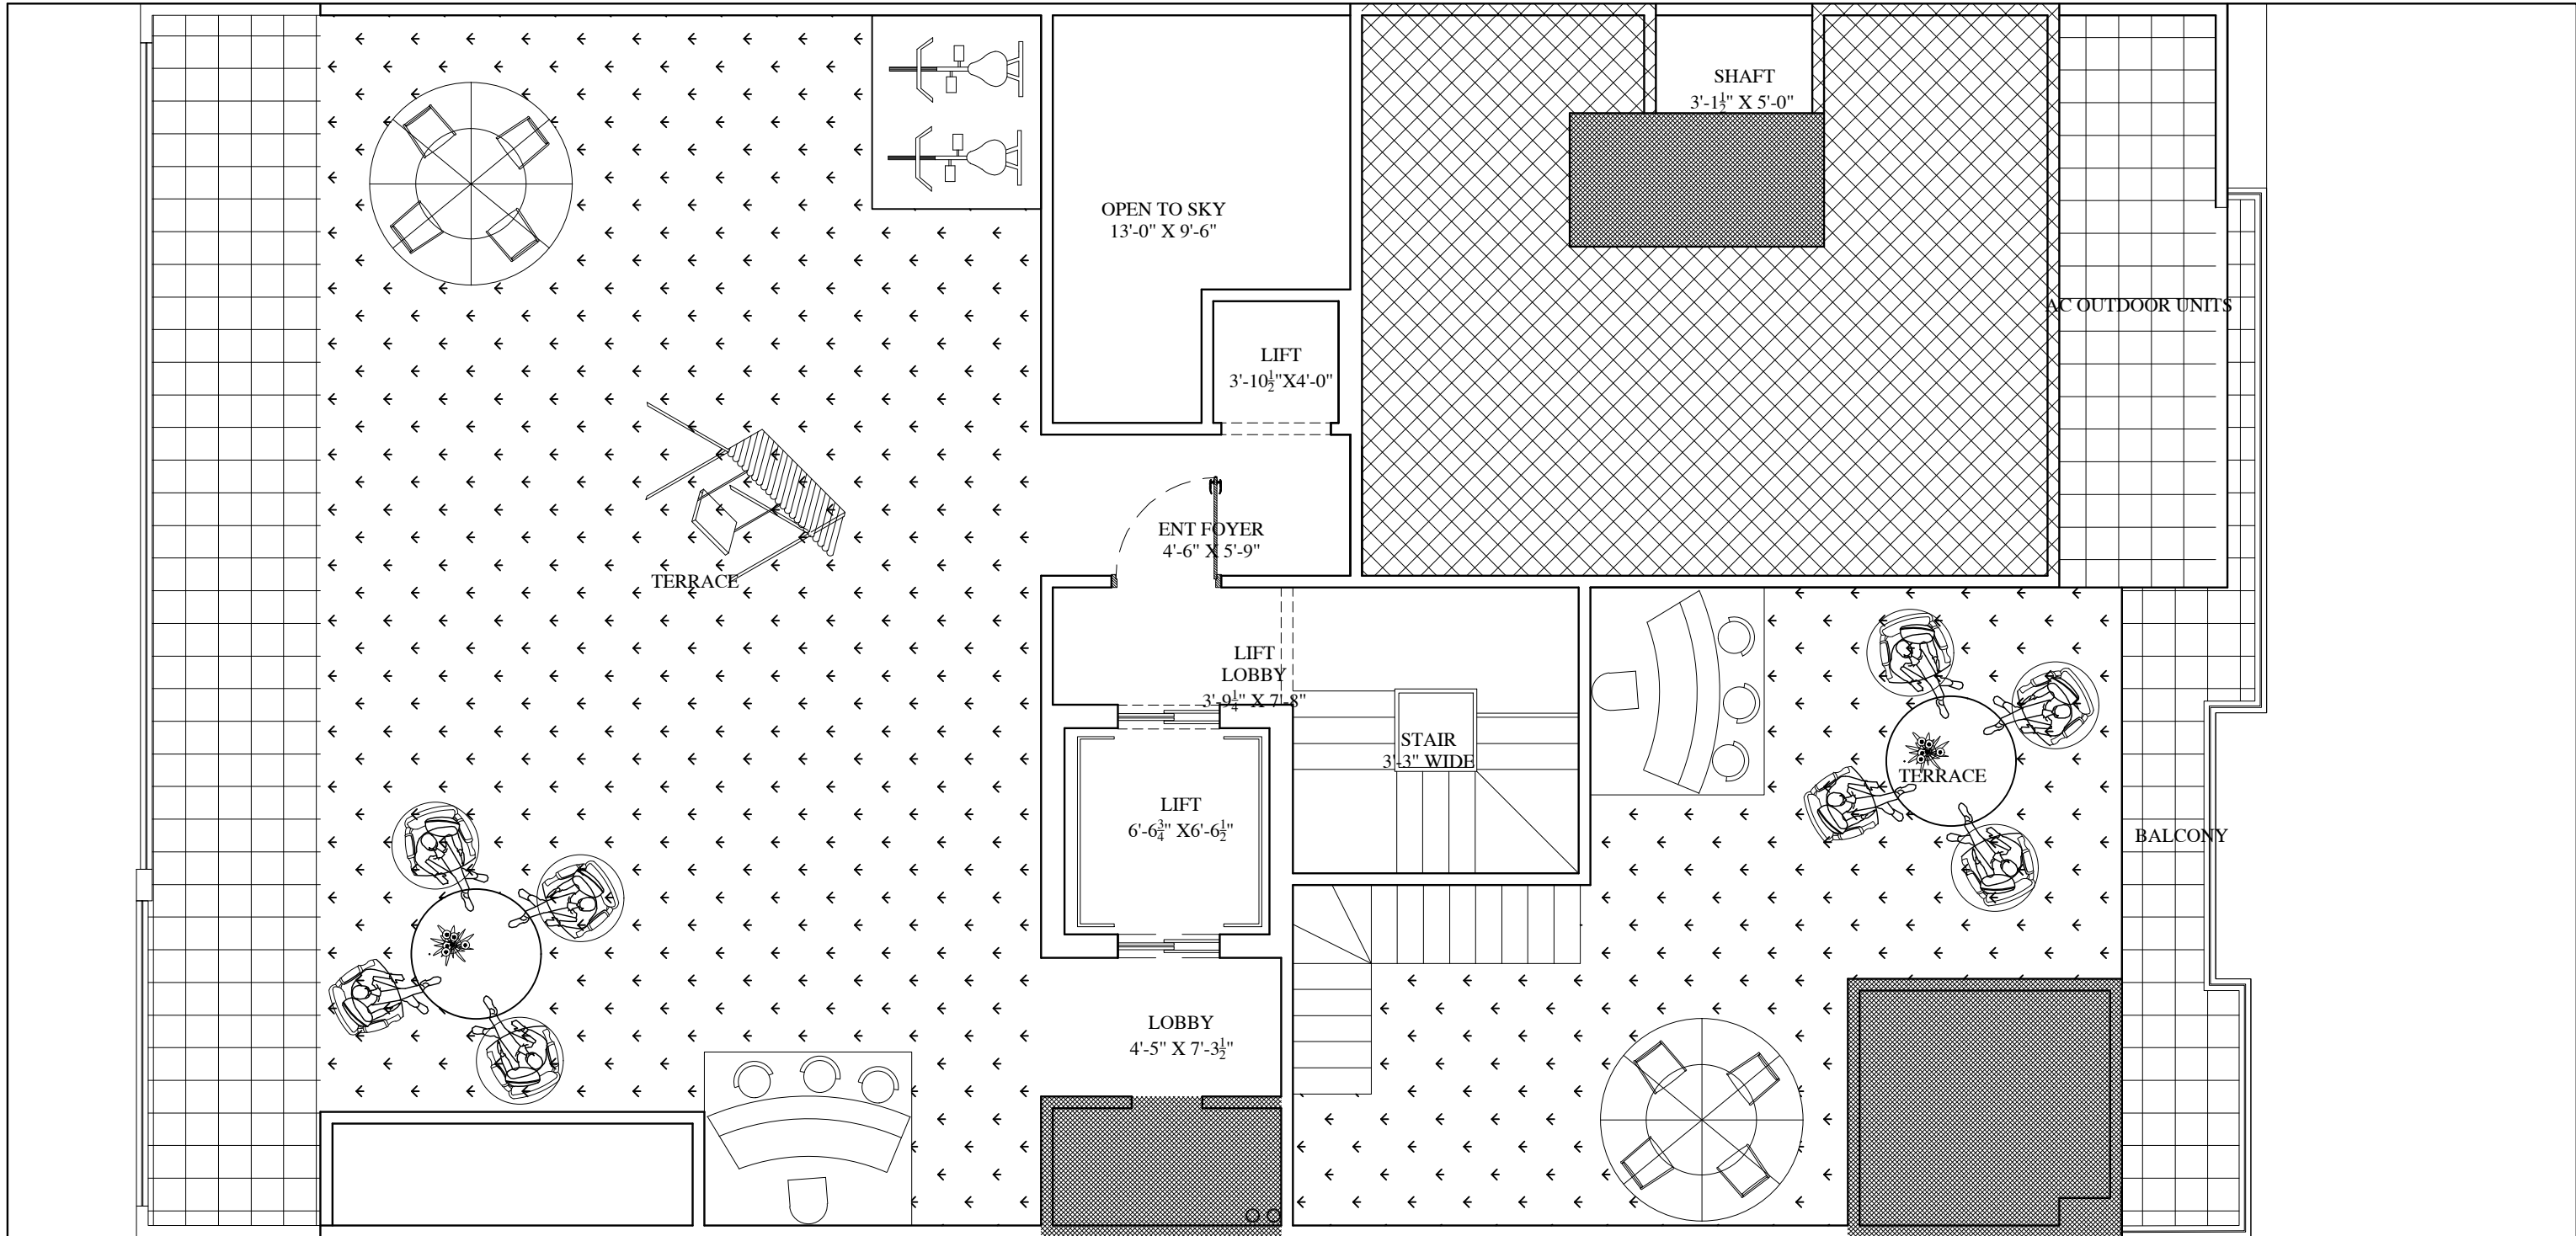 SHAFT
3'-1½" X 5'-0"
OPEN TO SKY
13'-0" X 9'-6"
AC OUTDOOR UNITS
LIFT
3'-10½"X4'-0"
ENT FOYER
4'-6" X 5'-9"
TERRACE
LIFT
LOBBY
3'-9¼" X 7'-8"
STAIR
3'-3" WIDE
TERRACE
LIFT
6'-6¾" X6'-6½"
BALCONY
LOBBY
4'-5" X 7'-3½"